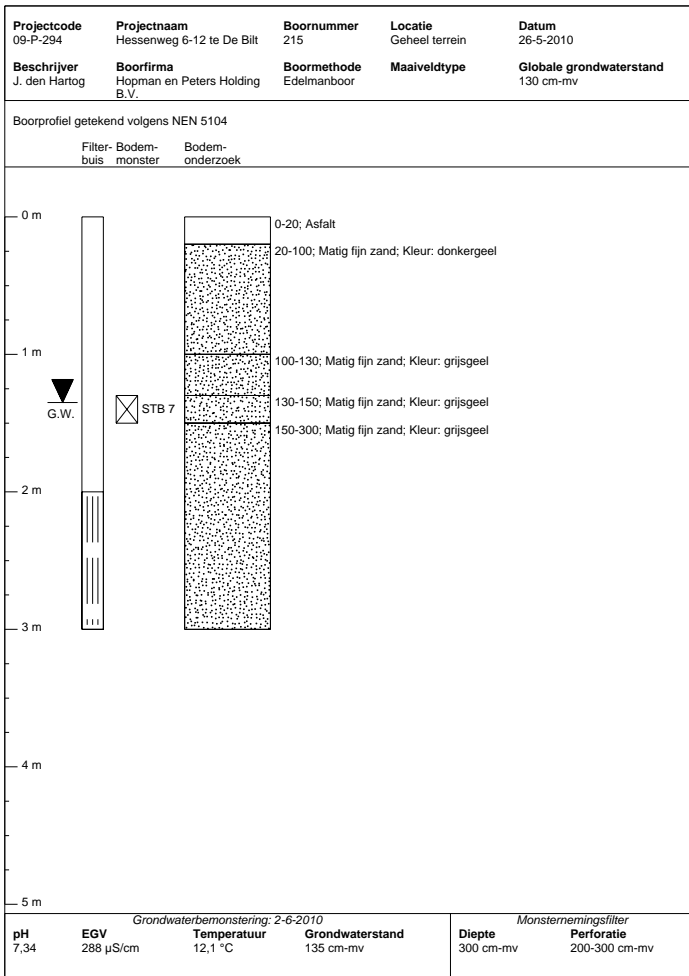 Projectcode Projectnaam Boornummer Locatie Datum
09-P-294 Hessenweg 6-12 te De Bilt 215 Geheel terrein 26-5-2010
Beschrijver Boorfirma Boormethode Maaiveldtype Globale grondwaterstand
J. den Hartog Hopman en Peters Holding Edelmanboor 130 cm-mv
B.V.
Boorprofiel getekend volgens NEN 5104
Filter- Bodem- Bodem-
buis monster onderzoek
0 m
0-20; Asfalt
20-100; Matig fijn zand; Kleur: donkergeel
1 m
100-130; Matig fijn zand; Kleur: grijsgeel
G.W. STB 7 130-150; Matig fijn zand; Kleur: grijsgeel
150-300; Matig fijn zand; Kleur: grijsgeel
2 m
3 m
4 m
5 m
Grondwaterbemonstering: 2-6-2010 Monsternemingsfilter
pH EGV Temperatuur Grondwaterstand Diepte Perforatie
7,34 288 µS/cm 12,1 °C 135 cm-mv 300 cm-mv 200-300 cm-mv